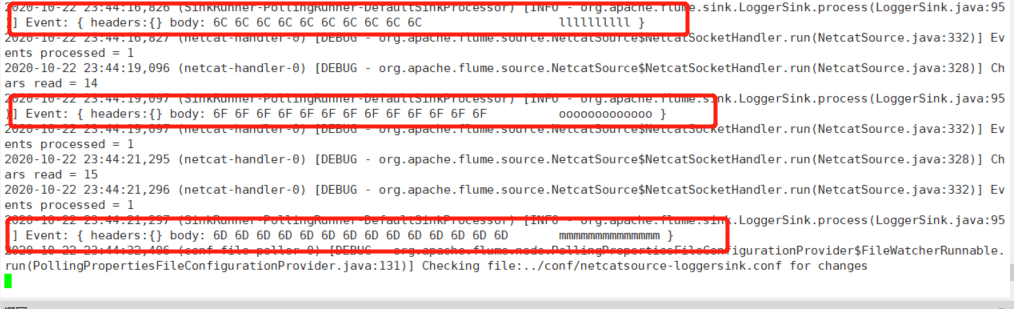 2020-10-22 23:44:16,826 (SinkRunner-PollingRunner-DefaultSinkProcessor) [INFO - org.apache.flume.sink.LoggerSink.process(LoggerSink.java:95
)] Event: { headers:{} body: 6C 6C 6C 6C 6C 6C 6C 6C 6C 6C                   llllllllll }
2020-10-22 23:44:16,827 (netcat-handler-0) [DEBUG - org.apache.flume.source.NetcatSource$NetcatSocketHandler.run(NetcatSource.java:332)] Ev
ents processed = 1
2020-10-22 23:44:19,096 (netcat-handler-0) [DEBUG - org.apache.flume.source.NetcatSource$NetcatSocketHandler.run(NetcatSource.java:328)] Ch
ars read = 14
2020-10-22 23:44:19,097 (SinkRunner-PollingRunner-DefaultSinkProcessor) [INFO - org.apache.flume.sink.LoggerSink.process(LoggerSink.java:95
)] Event: { headers:{} body: 6F 6F 6F 6F 6F 6F 6F 6F 6F 6F 6F 6F 6F          ooooooooooooo }
2020-10-22 23:44:19,097 (netcat-handler-0) [DEBUG - org.apache.flume.source.NetcatSource$NetcatSocketHandler.run(NetcatSource.java:332)] Ev
ents processed = 1
2020-10-22 23:44:21,295 (netcat-handler-0) [DEBUG - org.apache.flume.source.NetcatSource$NetcatSocketHandler.run(NetcatSource.java:328)] Ch
ars read = 15
2020-10-22 23:44:21,296 (netcat-handler-0) [DEBUG - org.apache.flume.source.NetcatSource$NetcatSocketHandler.run(NetcatSource.java:332)] Ev
ents processed = 1
2020-10-22 23:44:21,297 (SinkRunner-PollingRunner-DefaultSinkProcessor) [INFO - org.apache.flume.sink.LoggerSink.process(LoggerSink.java:95
)] Event: { headers:{} body: 6D 6D 6D 6D 6D 6D 6D 6D 6D 6D 6D 6D 6D 6D       mmmmmmmmmmmmmm }
2020-10-22 23:44:32,406 (conf-file-poller-0) [DEBUG - org.apache.flume.node.PollingPropertiesFileConfigurationProvider$FileWatcherRunnable.
run(PollingPropertiesFileConfigurationProvider.java:131)] Checking file:../conf/netcatsource-loggersink.conf for changes